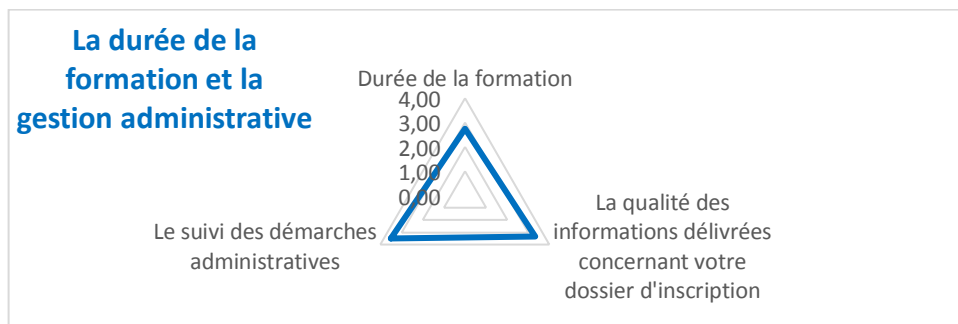 La durée de la
formation et la
gestion administrative
Durée de la formation
4,00
3,00
2,00
1,00
0,00
La qualité des
informations délivrées
concernant votre
dossier d'inscription
Le suivi des démarches
administratives